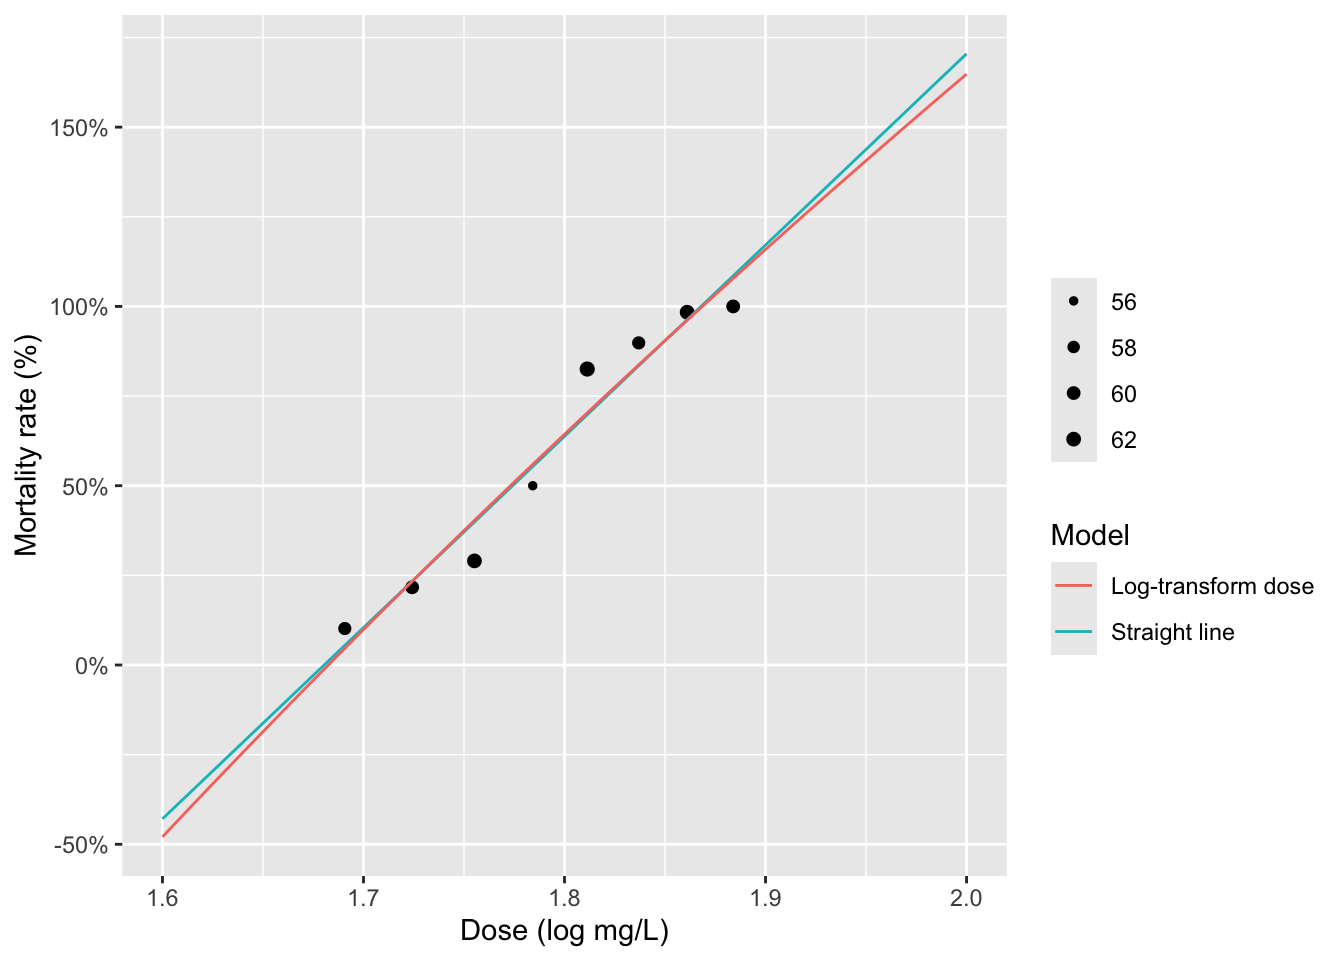 150%
100%
50%
0%
-50%
Mortality rate (%)
1.6 1.7 1.8 1.9 2.0
Dose (log mg/L)
56
58
60
62
Model
Log-transform dose
Straight line